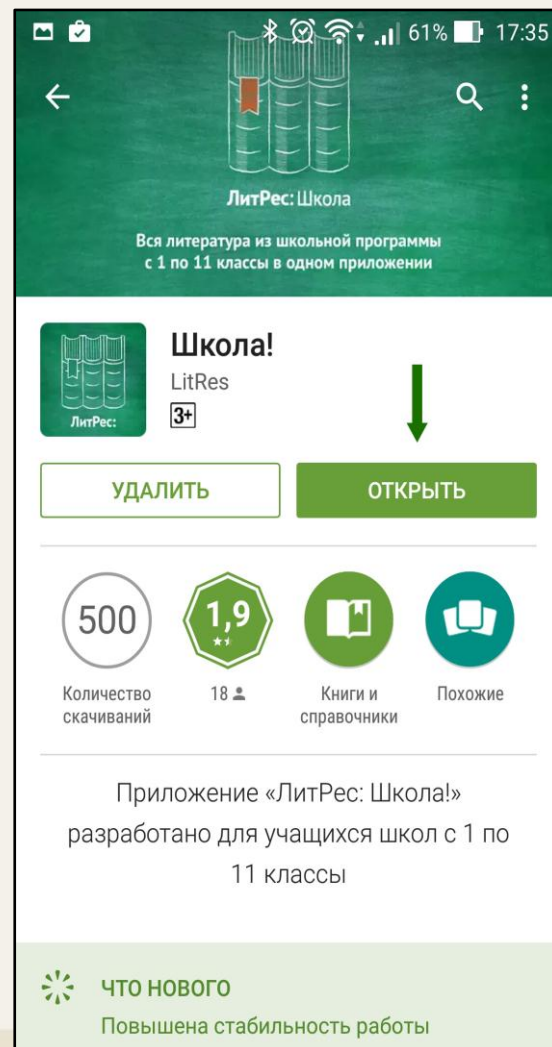 61% 17:35
ЛитРес: Школа
Вся литература из школьной программы
с 1 по 11 классы в одном приложении
ЛитРес:
Школа!
LitRes
3+
УДАЛИТЬ ОТКРЫТЬ
500 1,9
Количество 18 Книги и Похожие
скачиваний справочники
Приложение «ЛитРес: Школа!»
разработано для учащихся школ с 1 по
11 классы
ЧТО НОВОГО
Повышена стабильность работы